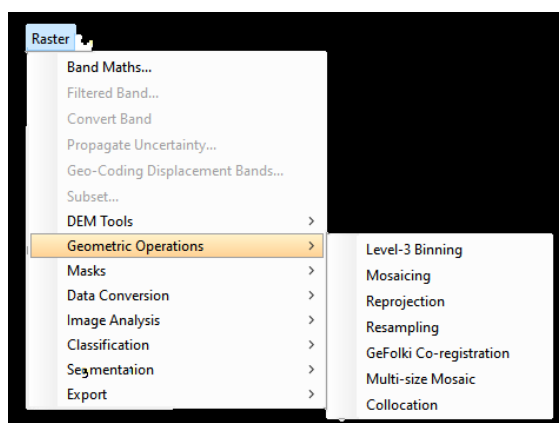 Raster
Band Maths...
Filtered Band...
Convert Band
Propagate Uncertainty...
Geo-Coding Displacement Bands...
Subset...
DEM Tools
Geometric Operations
Masks
Data Conversion
Image Analysis
Classification
Segmentation
Export
Level-3 Binning
Mosaicing
Reprojection
Resampling
GeFolki Co-registration
Multi-size Mosaic
Collocation